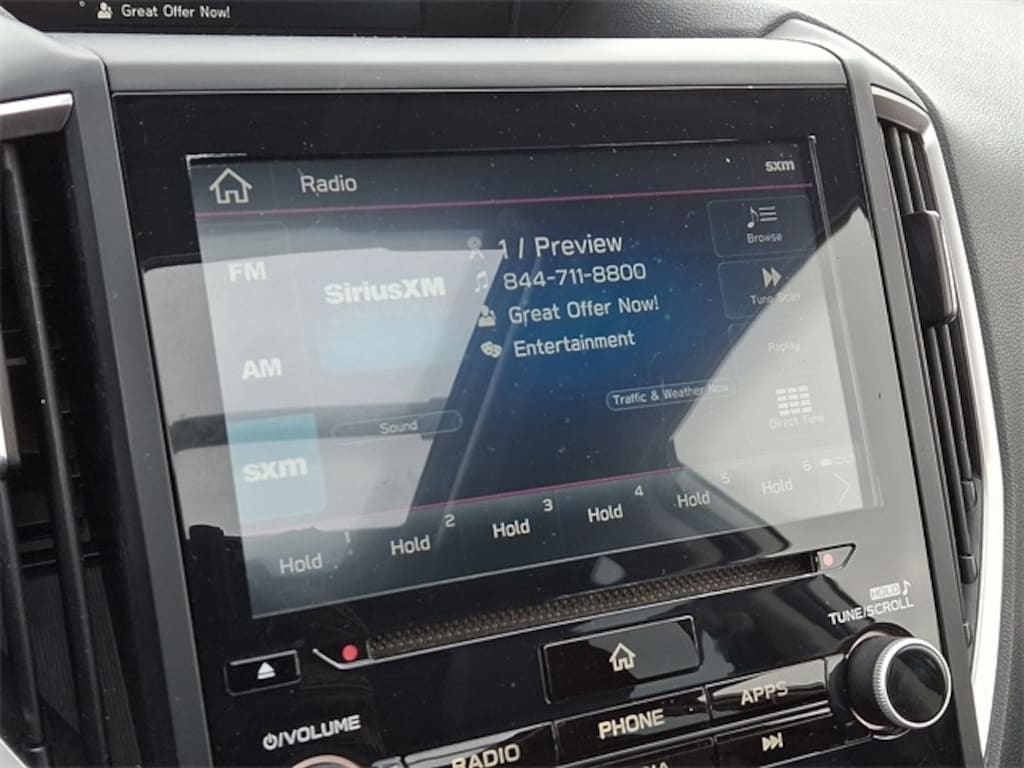 Great Offer Now!
Radio
sxm
FM
AM
sxm
SiriusXM
1 / Preview
844-711-8800
Great Offer Now!
Entertainment
Browse
Tune Scan
Replay
Direct Tune
Traffic & Weather Now
Sound
Hold 1
Hold 2
Hold 3
Hold 4
Hold 5
Hold 6
HOLD
TUNE/SCROLL
/VOLUME
RADIO
PHONE
APPS